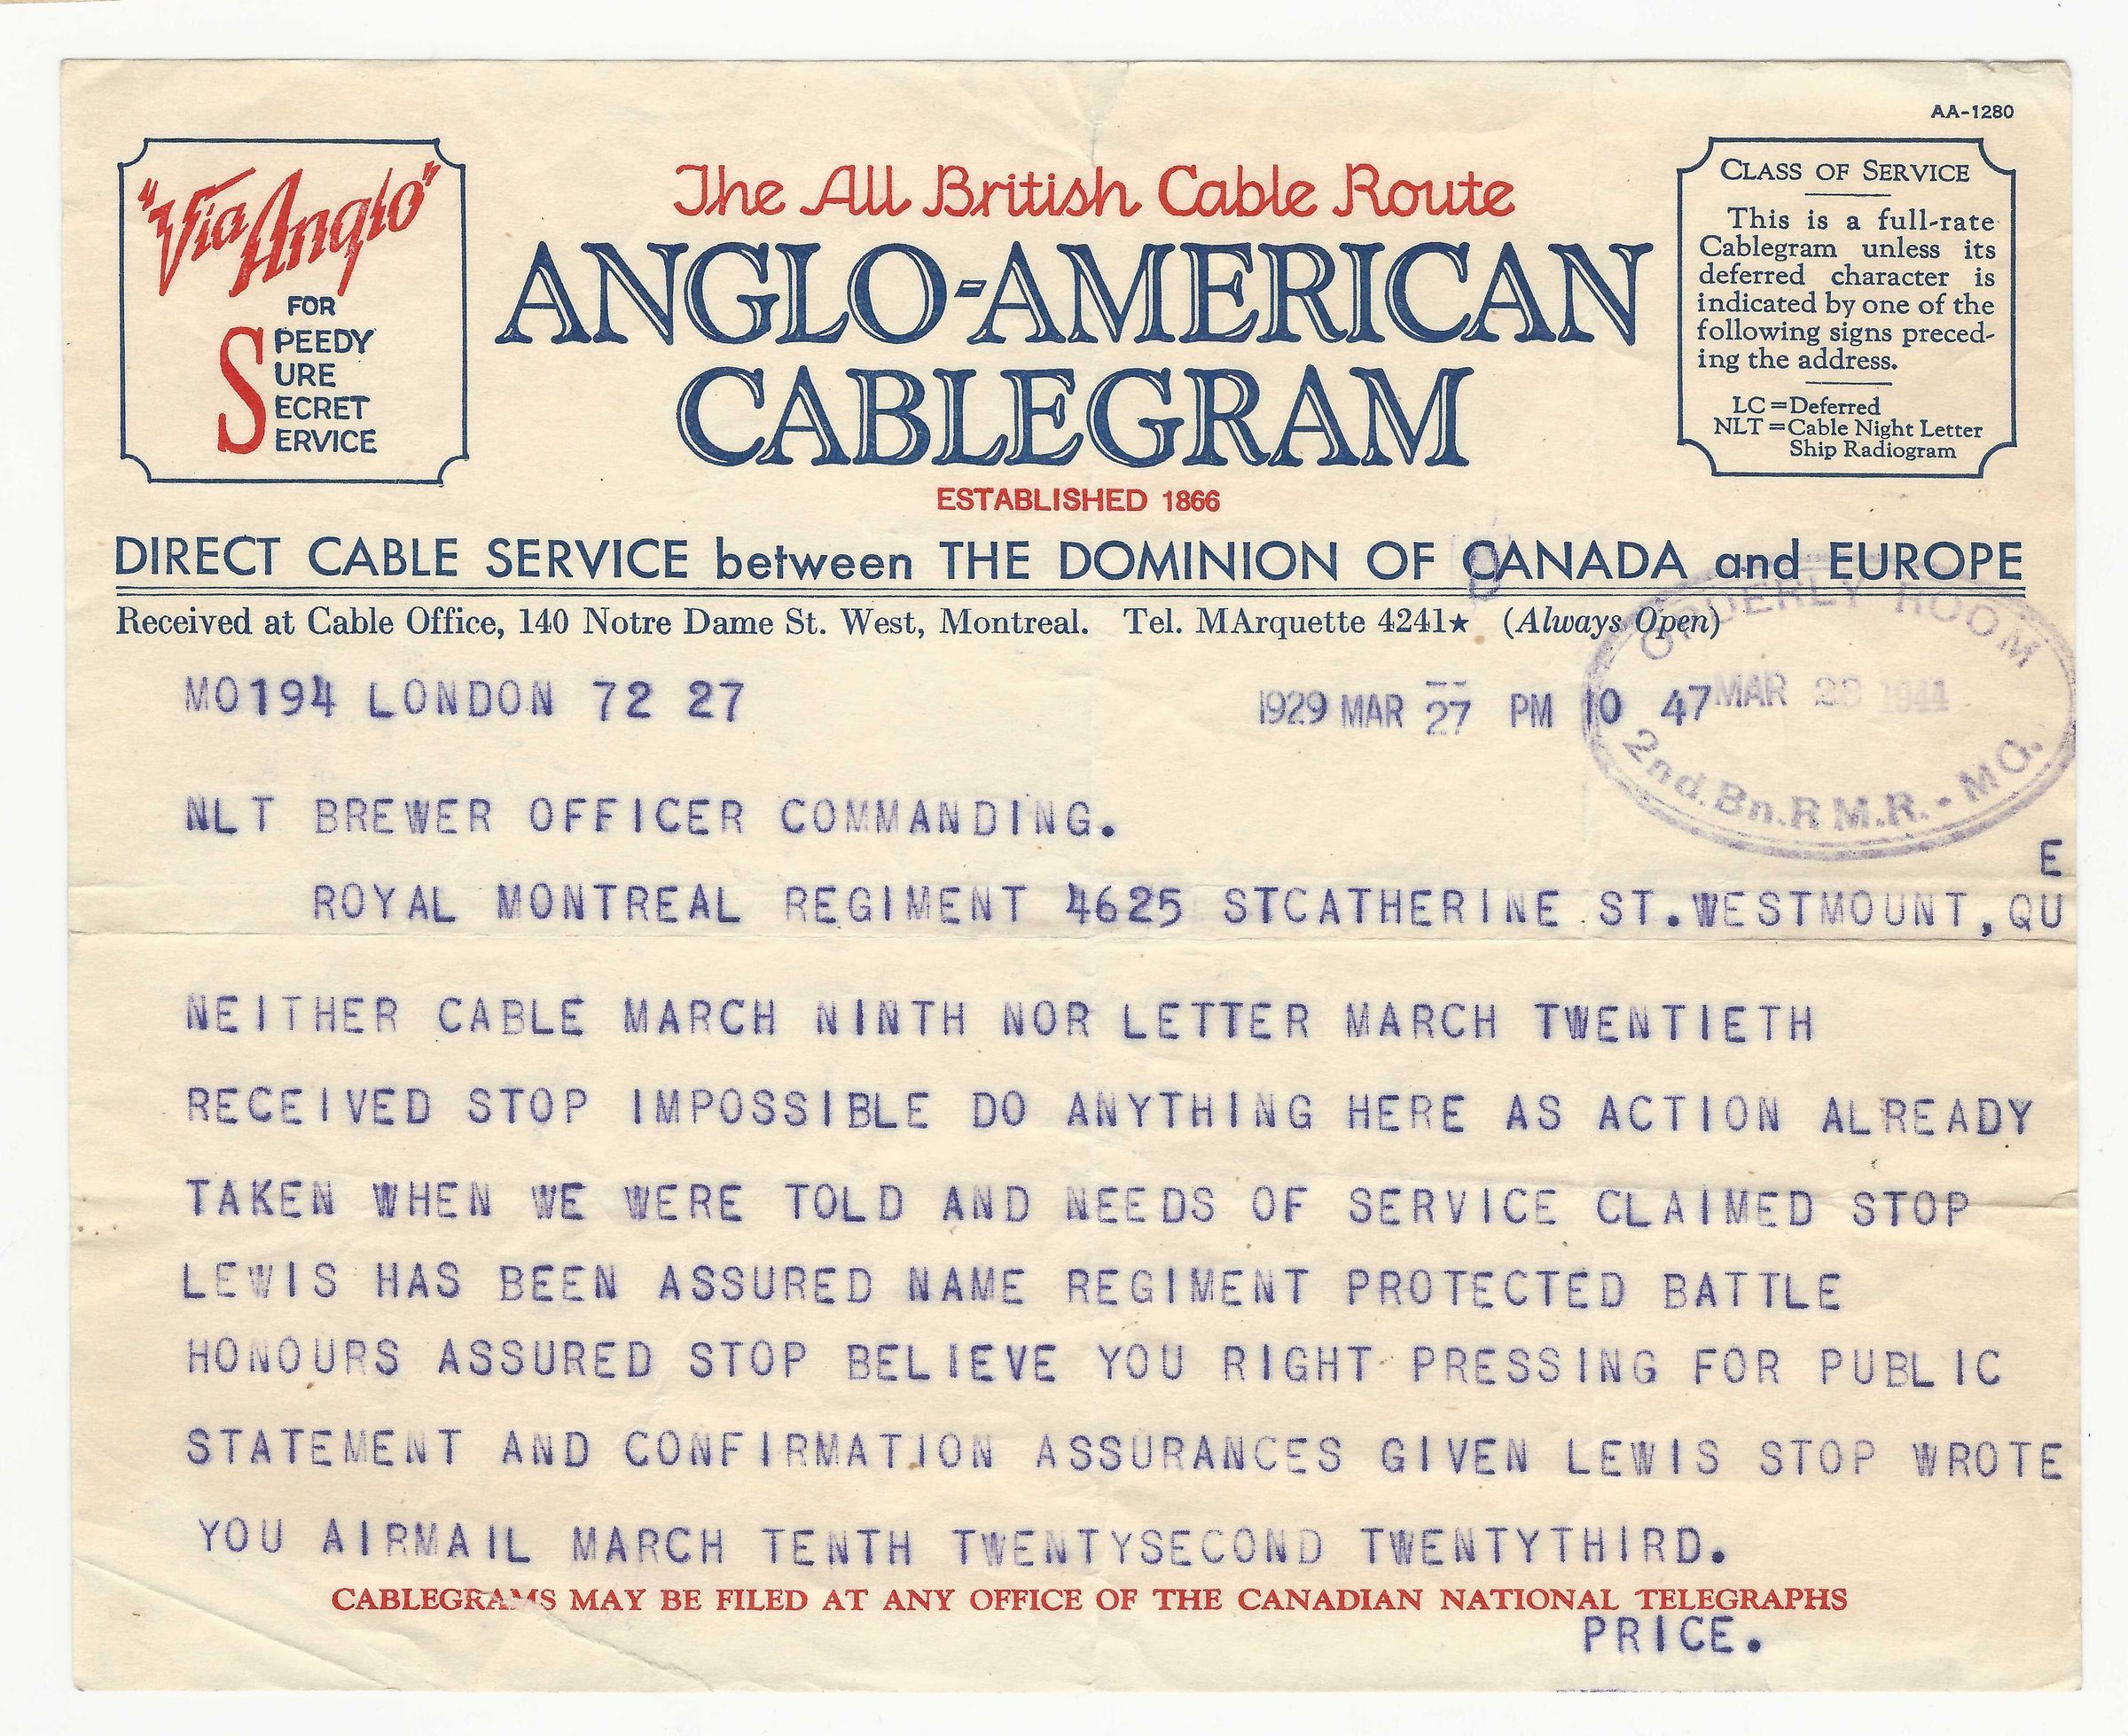 AA-1280
"Via Anglo"
FOR
SPEEDY
SURE
SECRET
SERVICE
The All British Cable Route
ANGLO-AMERICAN
CABLEGRAM
ESTABLISHED 1866
CLASS OF SERVICE
This is a full-rate
Cablegram unless its
deferred character is
indicated by one of the
following signs preced-
ing the address.
LC=Deferred
NLT=Cable Night Letter
Ship Radiogram
DIRECT CABLE SERVICE between THE DOMINION OF CANADA and EUROPE
Received at Cable Office, 140 Notre Dame St. West, Montreal. Tel. MArquette 4241★ (Always Open)
ORDERLY ROOM
MAR 28 1944
2nd. Bn. R.M.R. - M.O.
MO194 LONDON 72 27
1929 MAR 27 PM 10 47
NLT BREWER OFFICER COMMANDING.
E
ROYAL MONTREAL REGIMENT 4625 STCATHERINE ST.WESTMOUNT,QU
NEITHER CABLE MARCH NINTH NOR LETTER MARCH TWENTIETH
RECEIVED STOP IMPOSSIBLE DO ANYTHING HERE AS ACTION ALREADY
TAKEN WHEN WE WERE TOLD AND NEEDS OF SERVICE CLAIMED STOP
LEWIS HAS BEEN ASSURED NAME REGIMENT PROTECTED BATTLE
HONOURS ASSURED STOP BELIEVE YOU RIGHT PRESSING FOR PUBLIC
STATEMENT AND CONFIRMATION ASSURANCES GIVEN LEWIS STOP WROTE
YOU AIRMAIL MARCH TENTH TWENTYSECOND TWENTYTHIRD.
CABLEGRAMS MAY BE FILED AT ANY OFFICE OF THE CANADIAN NATIONAL TELEGRAPHS
PRICE.